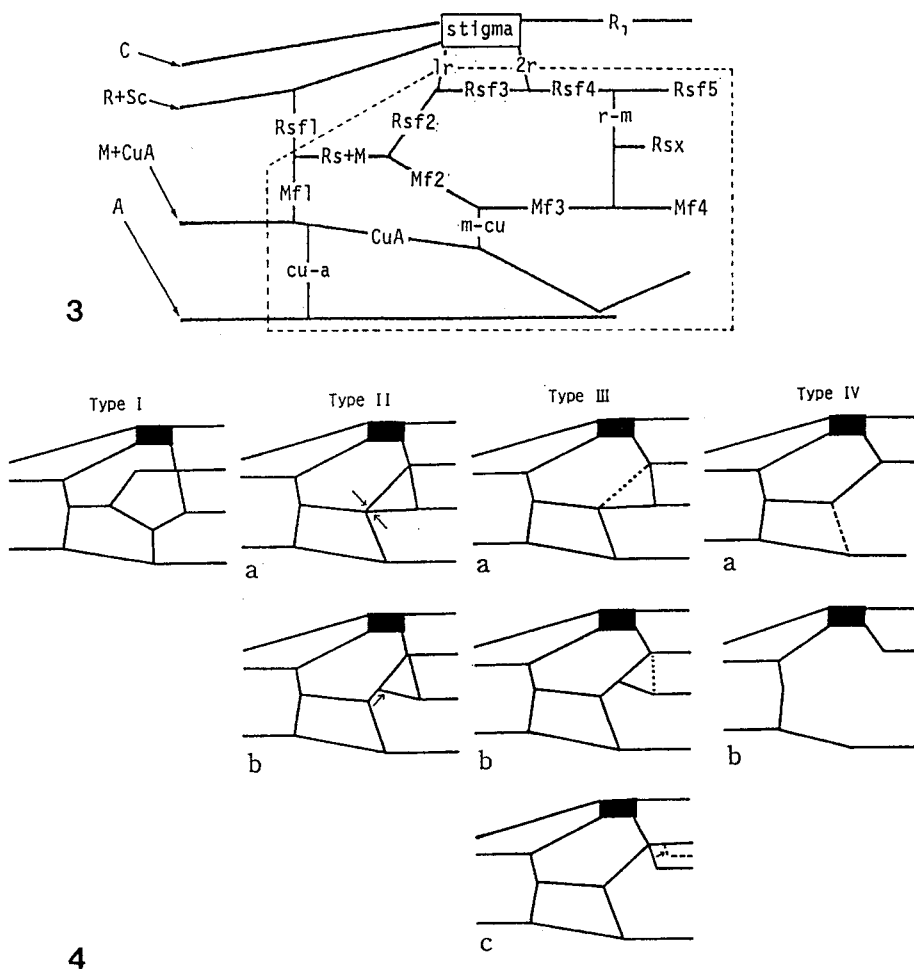 stigma R₁
C
1r 2r
R+Sc Rsf3 Rsf4 Rsf5
Rsf1 Rsf2 r-m
M+CuA Rs+M Rsx
Mf1 Mf2
A Mf3 Mf4
m-cu
CuA
cu-a
3
Type I Type II Type III Type IV
a a a
b b b
c
4